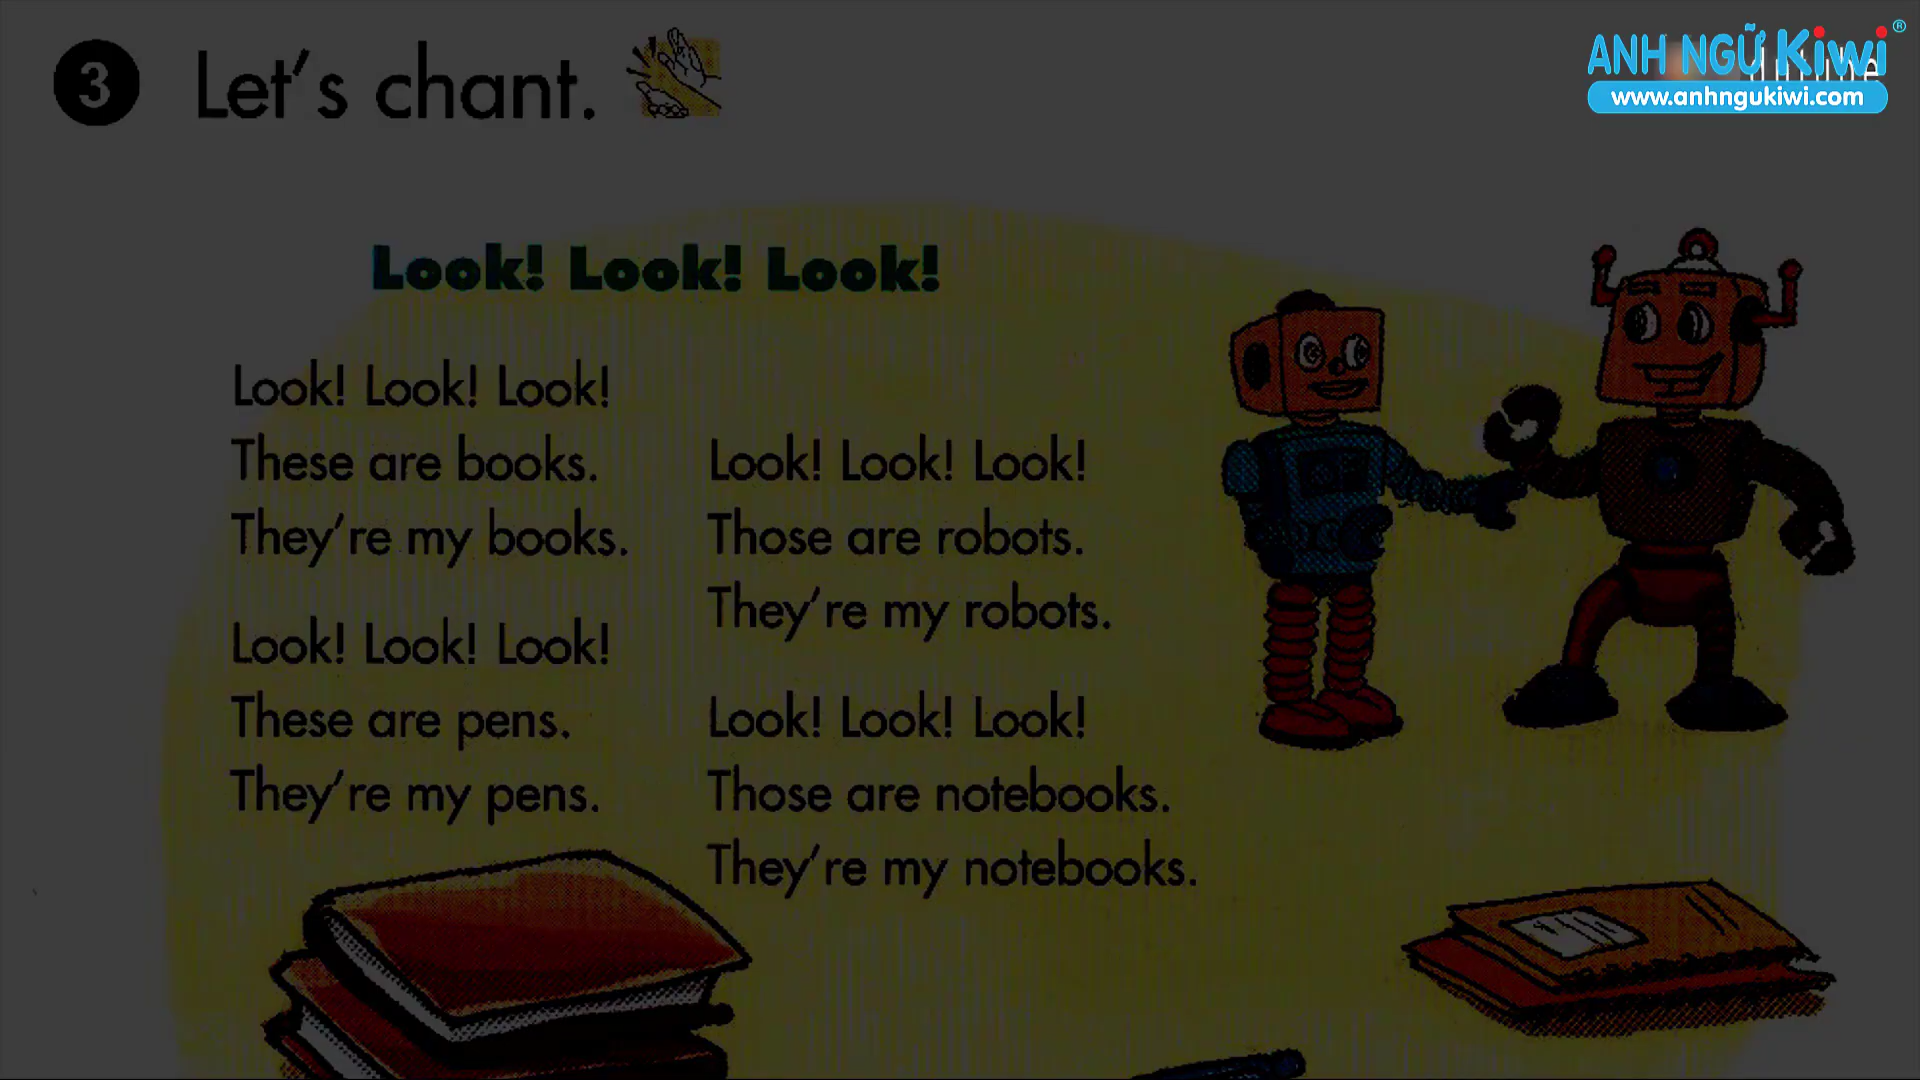 3 Let's chant.
ANH NGỮ Kiwi ®
www.anhngukiwi.com
Look! Look! Look!
Look! Look! Look!
These are books.
They're my books.
Look! Look! Look!
These are pens.
They're my pens.
Look! Look! Look!
Those are robots.
They're my robots.
Look! Look! Look!
Those are notebooks.
They're my notebooks.